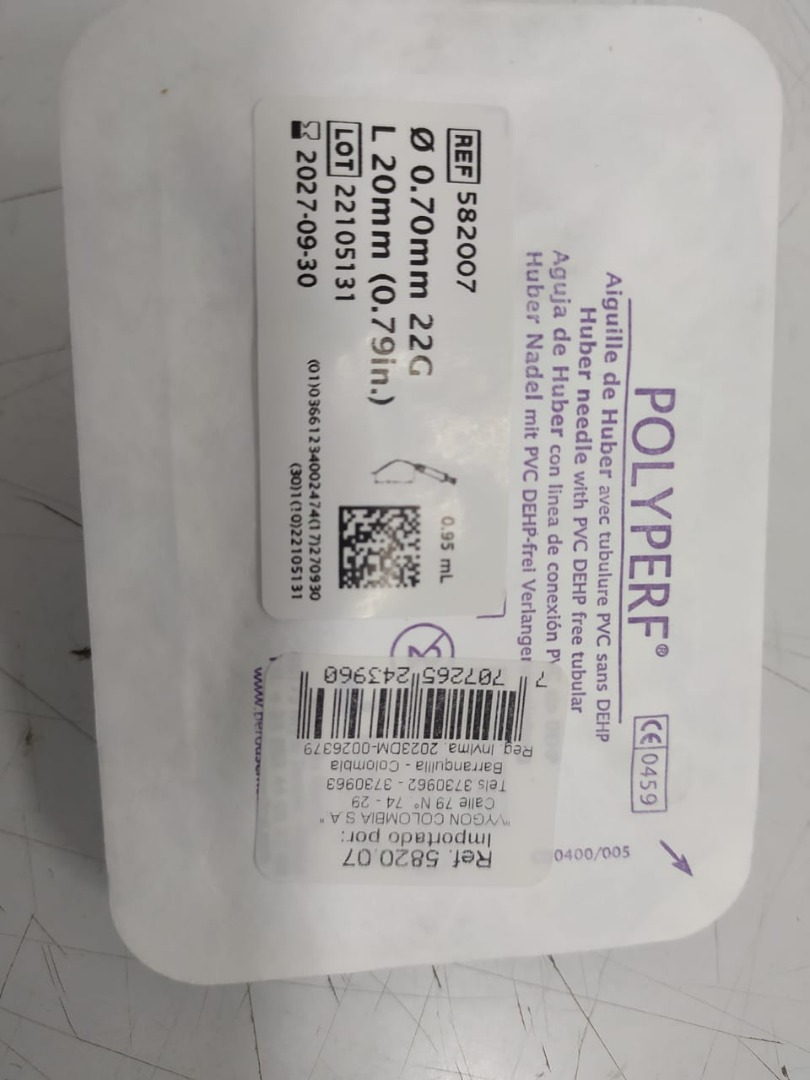 POLYPERF®
CE 0459
Aiguille de Huber avec tubulure PVC sans DEHP
Huber needle with PVC DEHP free tubular
Aguja de Huber con linea de conexión PV
Huber Nadel mit PVC DEHP-frei Verlanger
0400/005
REF 582007
Ø 0.70mm 22G
L 20mm (0.79in.)
LOT 22105131
2027-09-30
0.95 mL
(01)03661234002474(17)270930
(30)1(10)22105131
Ref. 5820.07
Importado por:
"VYGON COLOMBIA S A"
Calle 79 N° 74 - 29
Tels 3730962 - 3730963
Barranquilla - Colombia
Reg. Invima. 2023DM-0026379
7 707265 243960